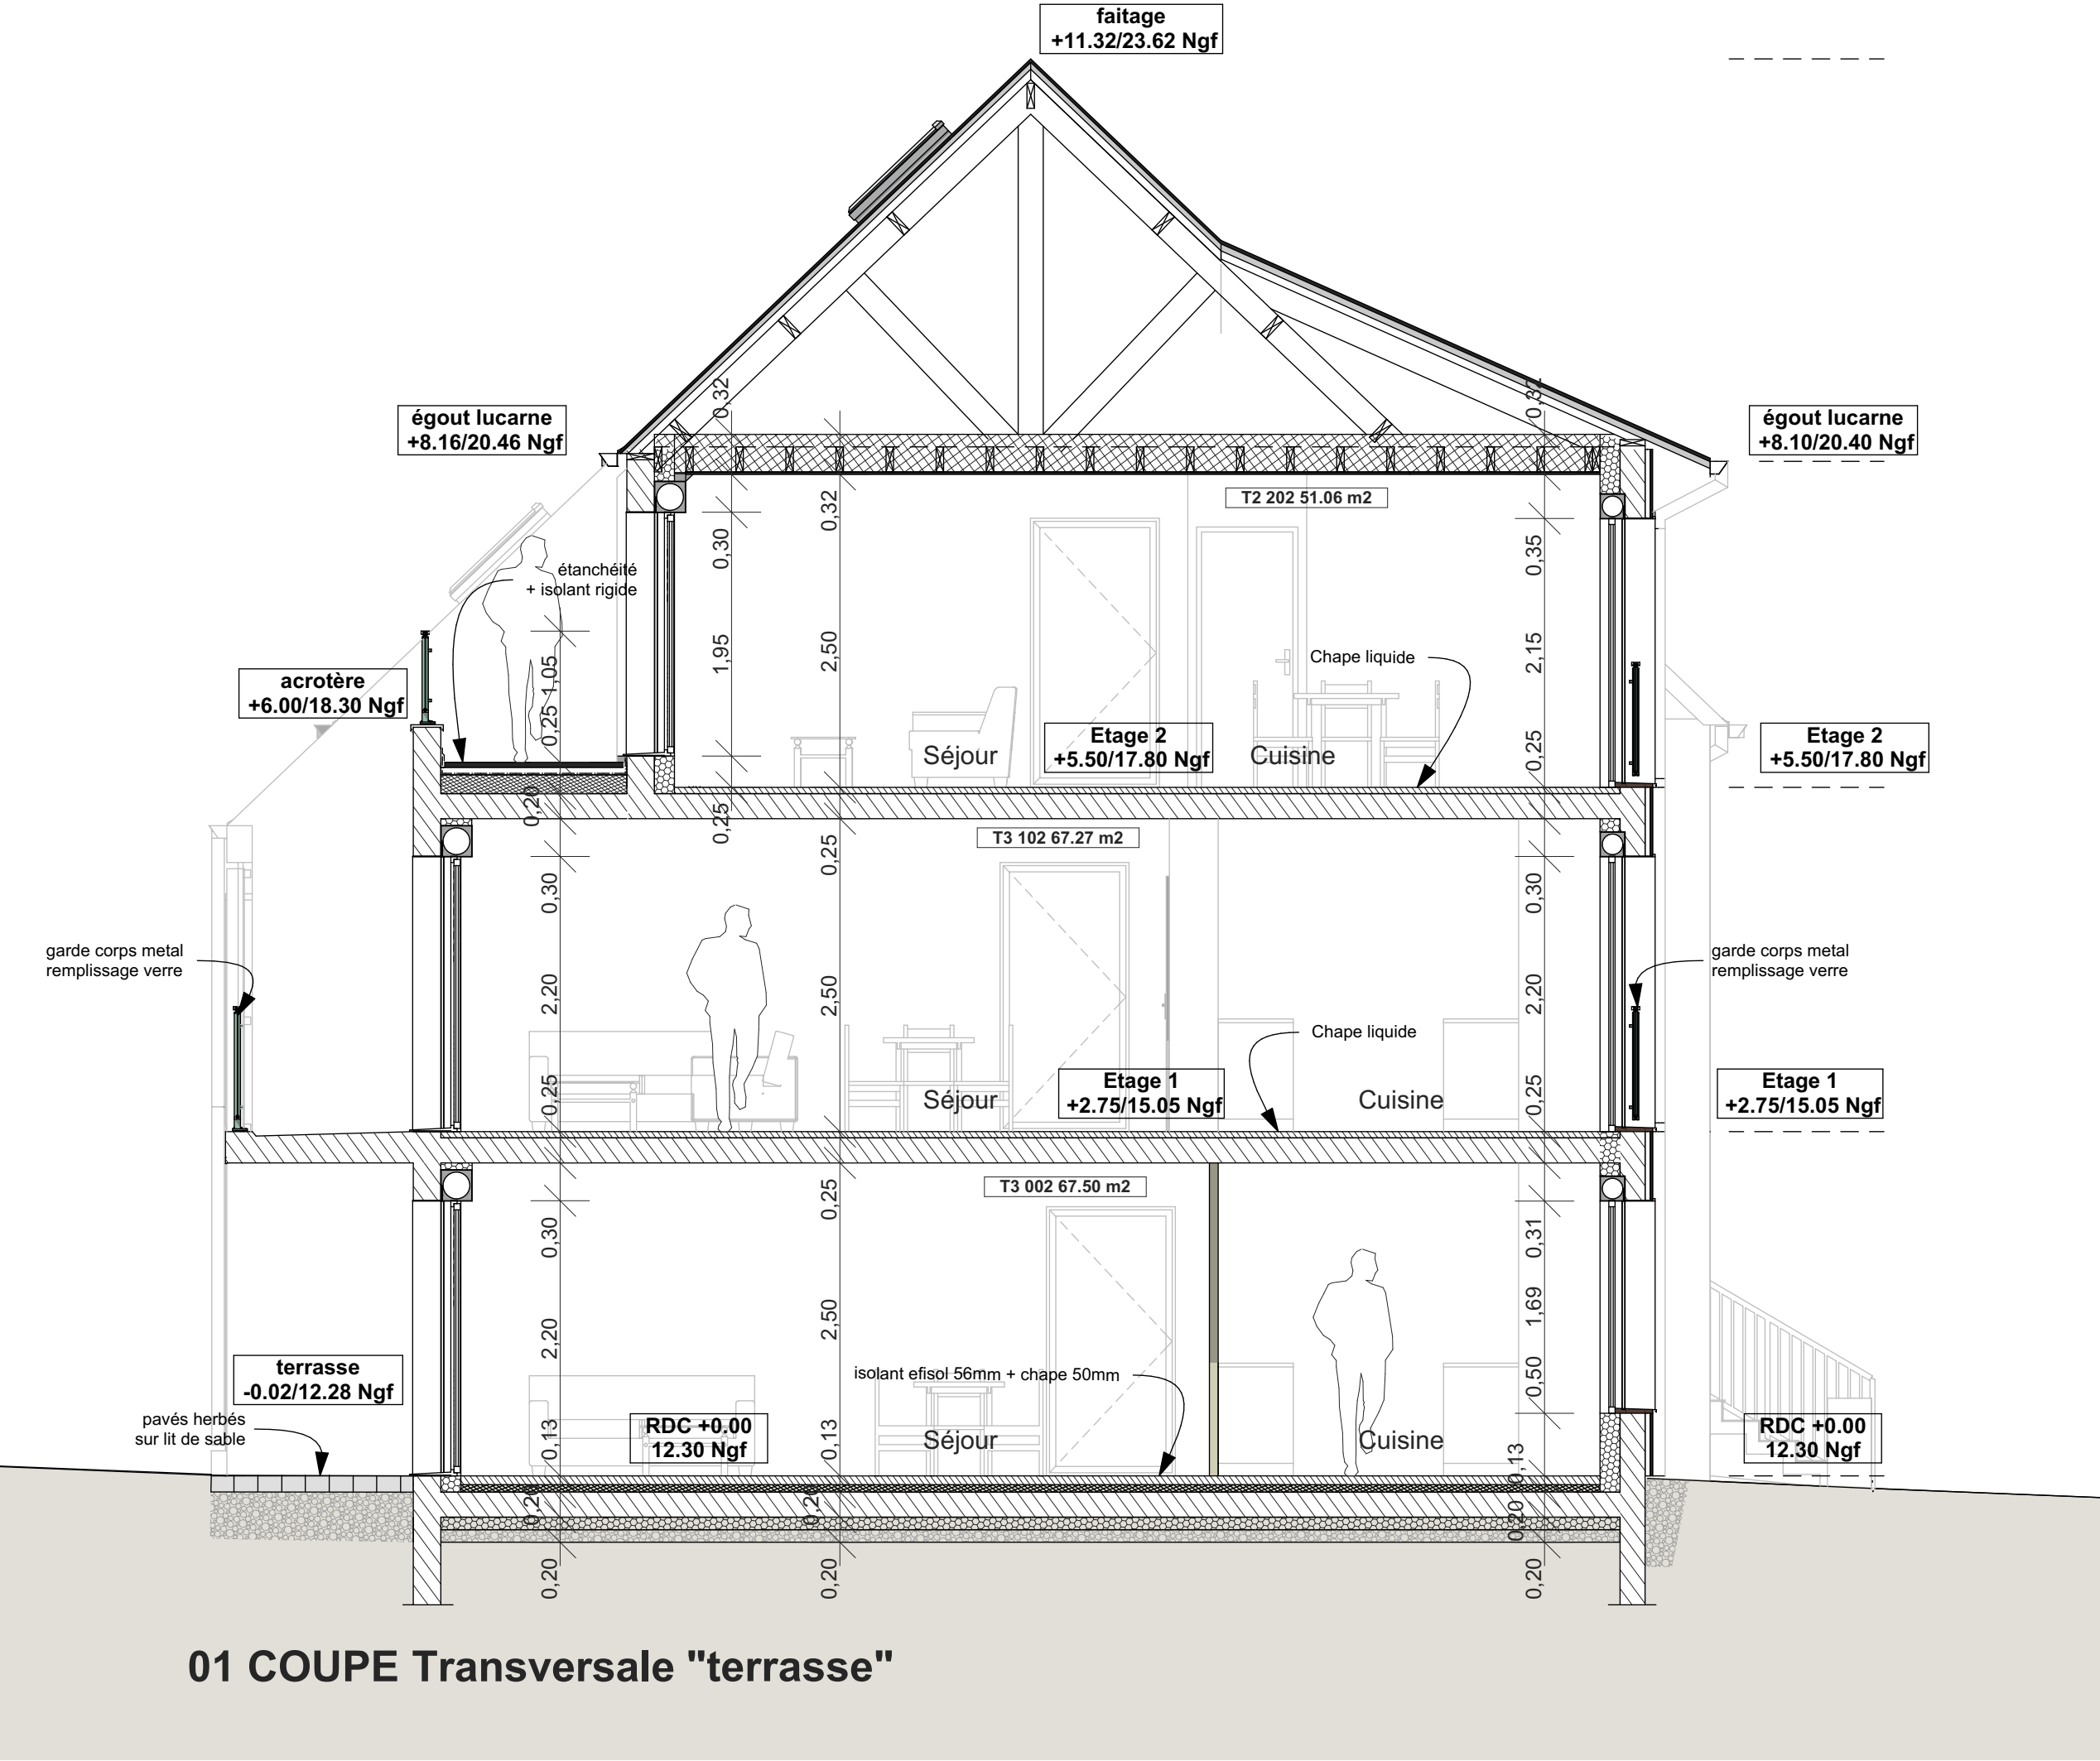 faitage
+11.32/23.62 Ngf
égout lucarne
+8.16/20.46 Ngf
0,32
0,32
égout lucarne
+8.10/20.40 Ngf
T2 202 51.06 m2
0,30
0,32
0,35
étanchéité
+ isolant rigide
1,95
2,50
2,15
Chape liquide
acrotère
+6.00/18.30 Ngf
1,05
0,25
Séjour
Etage 2
+5.50/17.80 Ngf
Cuisine
0,25
Etage 2
+5.50/17.80 Ngf
0,20
0,25
0,25
T3 102 67.27 m2
0,30
0,30
garde corps metal
remplissage verre
2,20
2,50
2,20
garde corps metal
remplissage verre
Chape liquide
0,25
Séjour
Etage 1
+2.75/15.05 Ngf
Cuisine
0,25
Etage 1
+2.75/15.05 Ngf
T3 002 67.50 m2
0,30
0,25
0,31
2,20
2,50
1,69
terrasse
-0.02/12.28 Ngf
isolant efisol 56mm + chape 50mm
0,50
pavés herbés
sur lit de sable
0,13
RDC +0.00
12.30 Ngf
0,13
Séjour
Cuisine
0,13
RDC +0.00
12.30 Ngf
0,20
0,20
0,20
0,20
0,20
0,20
01 COUPE Transversale "terrasse"